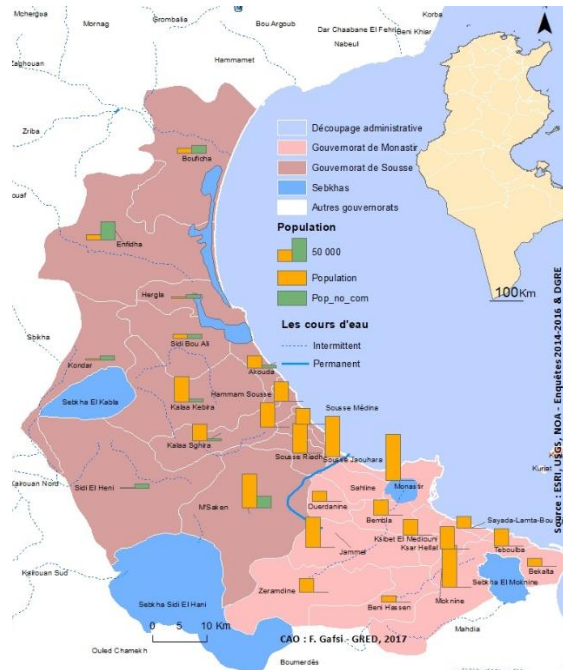 Mchergua
Mornag
Grombalia
Bou Argoub
Korba
Dar Chaabane El Fehri
Beni Khier
Nabeul
Zaghouan
Hammamet
Zriba
Bouficha
Enfidha
Hergla
Sbikha
Kondar
Sidi Bou Ali
Akouda
Sebkha El Kabla
Kalaa Kebira
Hammam Sousse
Sousse Médina
Kalaa Sghira
Sousse Riadh
Sousse Jaouhara
Kairouan Nord
Sidi El Heni
M'Saken
Sahline
Monastir
Ouerdanine
Bembla
Sayada-Lamta-Bou
Ksibet El Mediouni
Ksar Hellal
Teboulba
Jammel
Bekalta
Kairouan Sud
Zeramdine
Sebkha El Moknine
Sebkha Sidi El Hani
Beni Hassen
Moknine
Mahdia
Ouled Chamekh
Boumerdès
Découpage administrative
Gouvernorat de Monastir
Gouvernorat de Sousse
Sebkhas
Autres gouvernorats
Population
50 000
Population
Pop_no_com
Les cours d'eau
Intermittent
Permanent
100Km
0 5 10 Km
CAO : F. Gafsi - GRED, 2017
Source : ESRI, USGS, NOA - Enquêtes 2014-2016 & DGRE